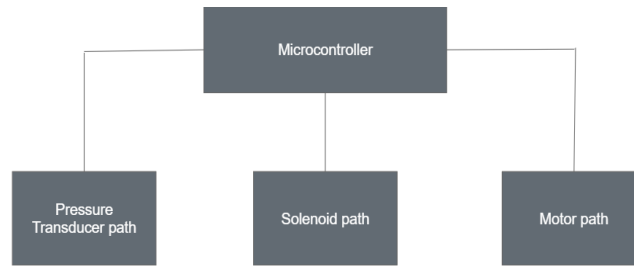 Microcontroller
Pressure
Transducer path
Solenoid path
Motor path